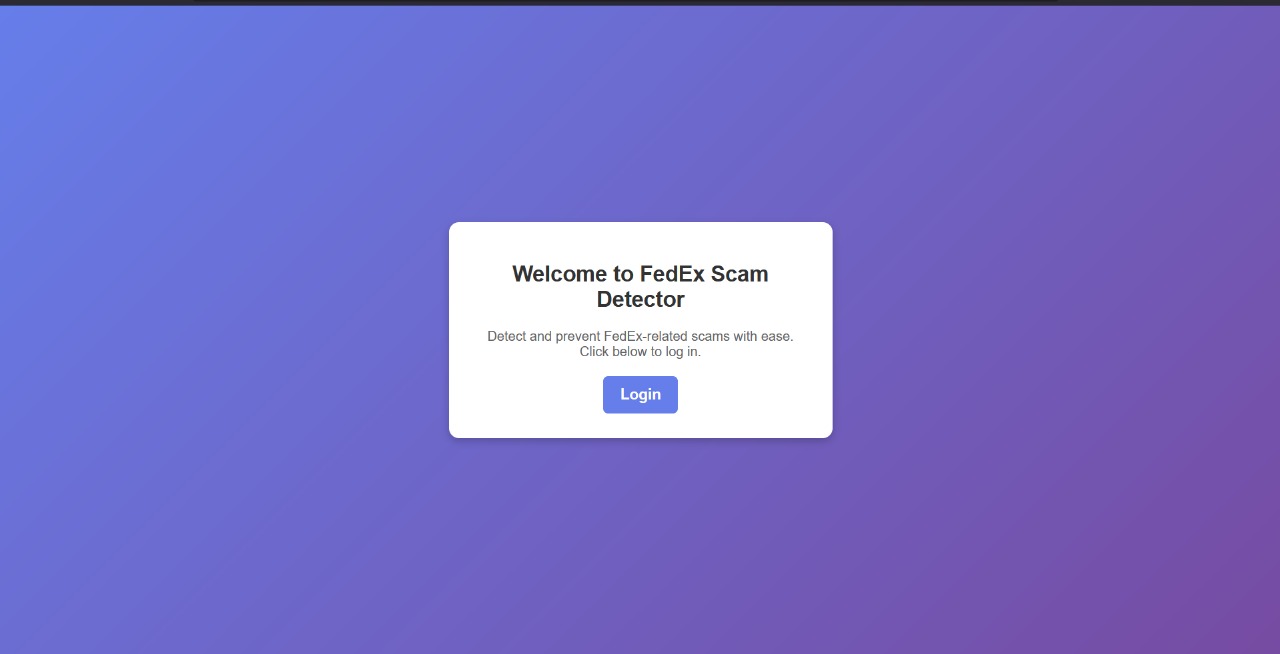 Welcome to FedEx Scam
Detector
Detect and prevent FedEx-related scams with ease.
Click below to log in.
Login